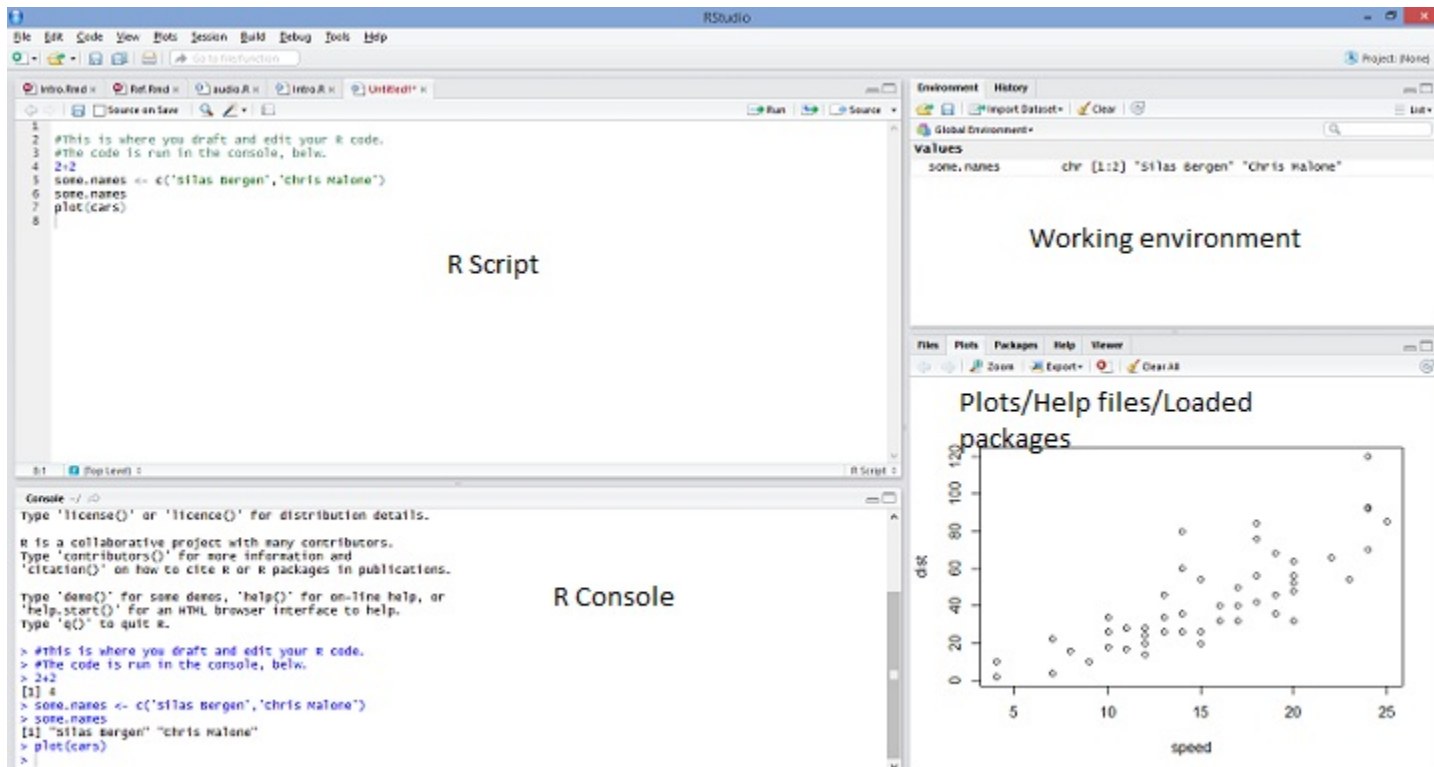 RStudio
File Edit Code View Plots Session Build Debug Tools Help
Go to file/function
Project: (None)
Intro.Rmd × Ref.Rmd × audio.R × Intro.R × Untitled1* ×
Source on Save
Run Source
1
2 #This is where you draft and edit your R code.
3 #The code is run in the console, belw.
4 2+2
5 some.names <- c('Silas Bergen','Chris Malone')
6 some.names
7 plot(cars)
8
R Script
8:1 (Top Level) R Script
Console ~/
Type 'license()' or 'licence()' for distribution details.
R is a collaborative project with many contributors.
Type 'contributors()' for more information and
'citation()' on how to cite R or R packages in publications.
Type 'demo()' for some demos, 'help()' for on-line help, or
'help.start()' for an HTML browser interface to help.
Type 'q()' to quit R.
R Console
> #This is where you draft and edit your R code.
> #The code is run in the console, belw.
> 2+2
[1] 4
> some.names <- c('Silas Bergen','Chris Malone')
> some.names
[1] "Silas Bergen" "Chris Malone"
> plot(cars)
>
Environment History
Import Dataset Clear List
Global Environment
Values
some.names chr [1:2] "Silas Bergen" "Chris Malone"
Working environment
Files Plots Packages Help Viewer
Zoom Export Clear All
Plots/Help files/Loaded
packages
120
100
80
60
40
20
0
dist
5 10 15 20 25
speed